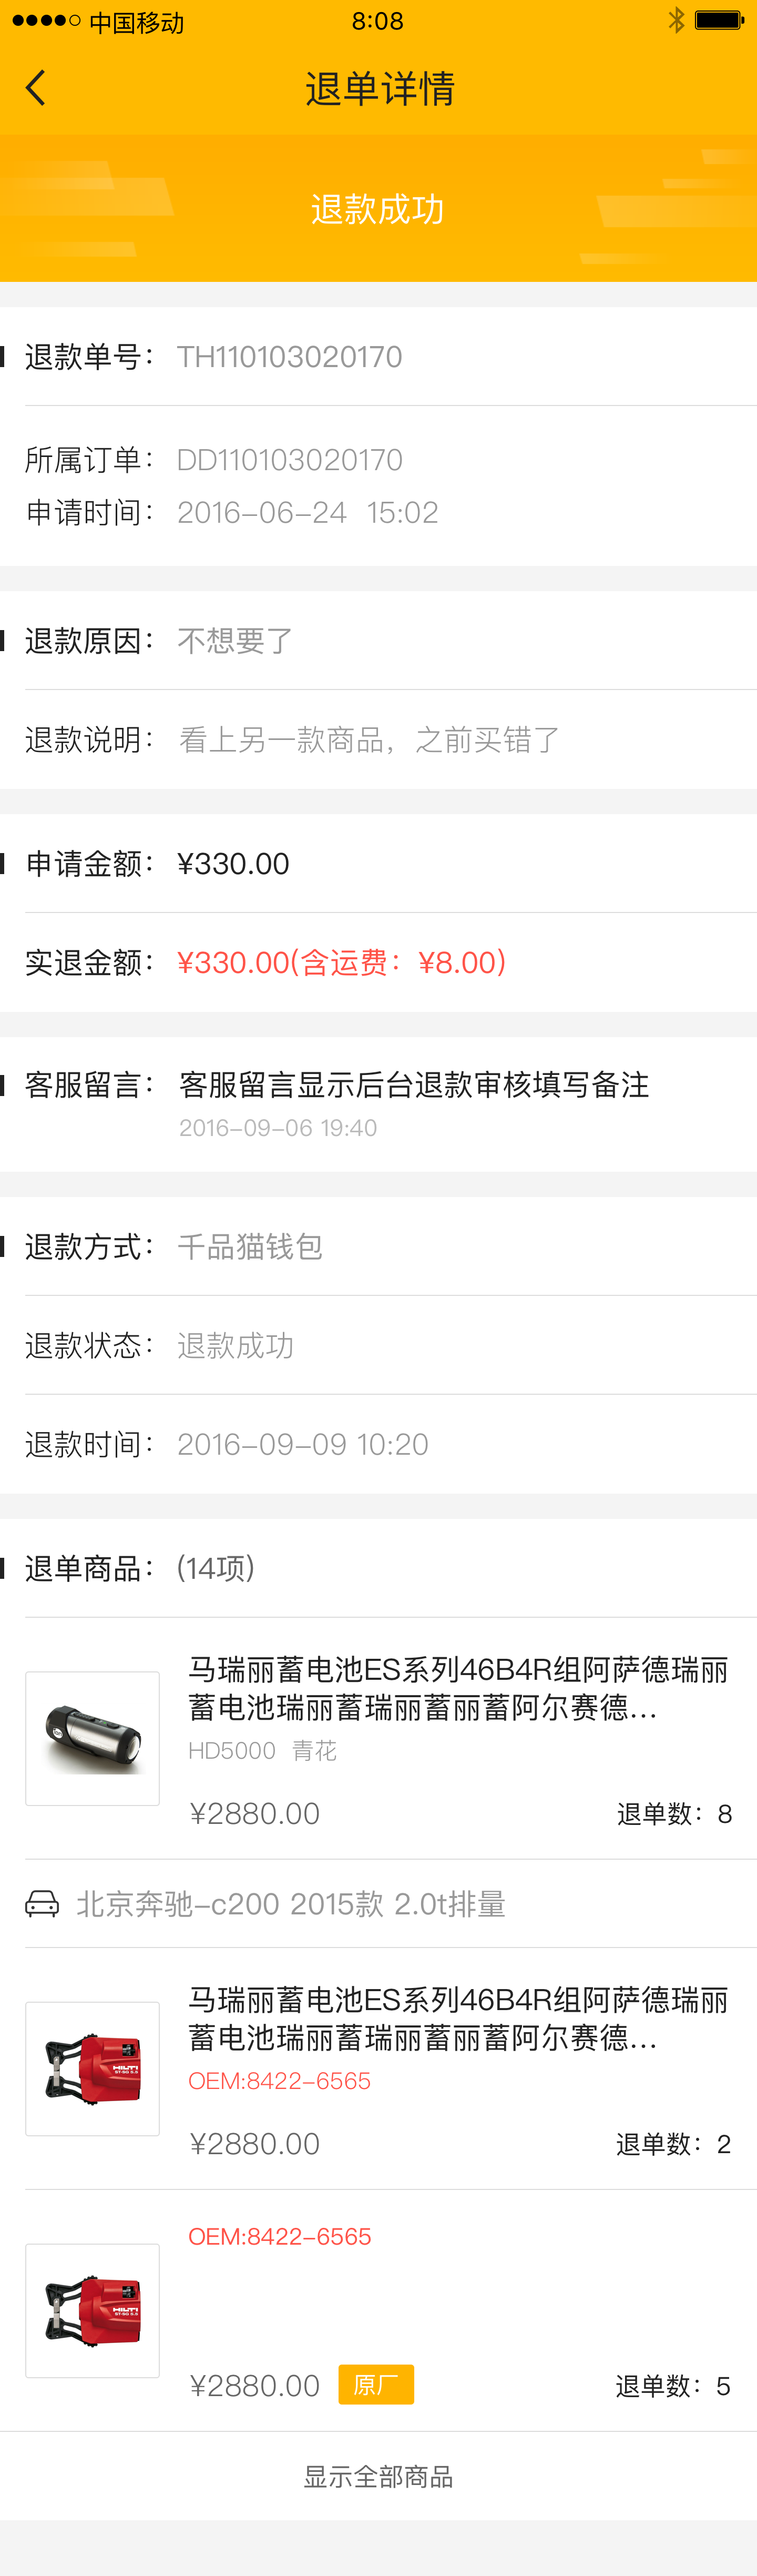 中国移动 8:08
退单详情
退款成功
退款单号： TH110103020170
所属订单： DD110103020170
申请时间： 2016-06-24 15:02
退款原因： 不想要了
退款说明： 看上另一款商品，之前买错了
申请金额： ¥330.00
实退金额： ¥330.00(含运费：¥8.00)
客服留言： 客服留言显示后台退款审核填写备注
2016-09-06 19:40
退款方式： 千品猫钱包
退款状态： 退款成功
退款时间： 2016-09-09 10:20
退单商品： (14项)
马瑞丽蓄电池ES系列46B4R组阿萨德瑞丽
蓄电池瑞丽蓄瑞丽蓄丽蓄阿尔赛德...
HD5000 青花
¥2880.00 退单数：8
北京奔驰-c200 2015款 2.0t排量
马瑞丽蓄电池ES系列46B4R组阿萨德瑞丽
蓄电池瑞丽蓄瑞丽蓄丽蓄阿尔赛德...
HILTI
OEM:8422-6565
¥2880.00 退单数：2
OEM:8422-6565
HILTI
¥2880.00 原厂 退单数：5
显示全部商品